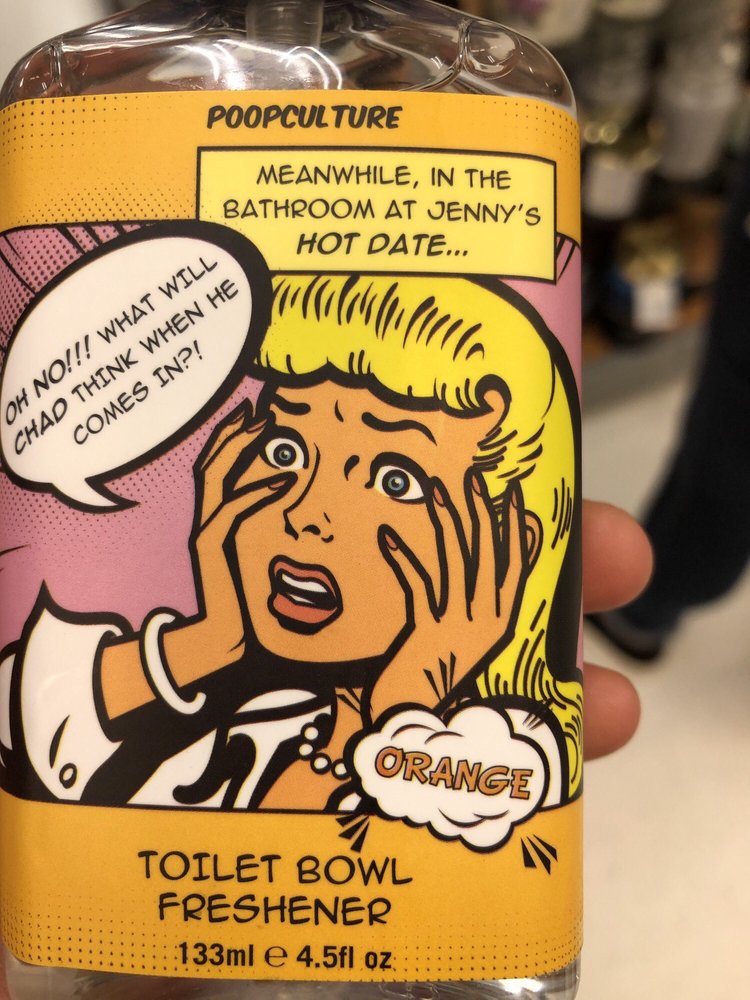 POOPCULTURE
MEANWHILE, IN THE
BATHROOM AT JENNY'S
HOT DATE...
OH NO!!! WHAT WILL
CHAD THINK WHEN HE
COMES IN?!
ORANGE
TOILET BOWL
FRESHENER
133ml ℮ 4.5fl oz